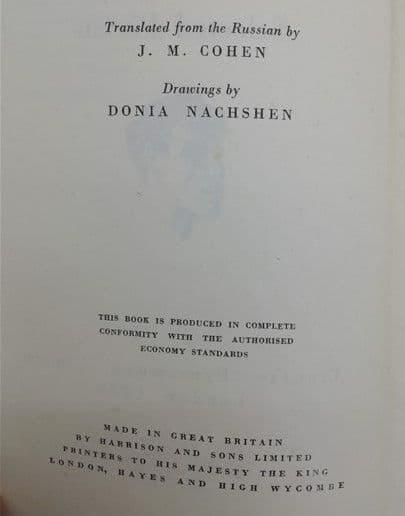 Translated from the Russian by
J. M. COHEN
Drawings by
DONIA NACHSHEN
THIS BOOK IS PRODUCED IN COMPLETE
CONFORMITY WITH THE AUTHORISED
ECONOMY STANDARDS
MADE IN GREAT BRITAIN
BY HARRISON AND SONS LIMITED
PRINTERS TO HIS MAJESTY THE KING
LONDON, HAYES AND HIGH WYCOMBE